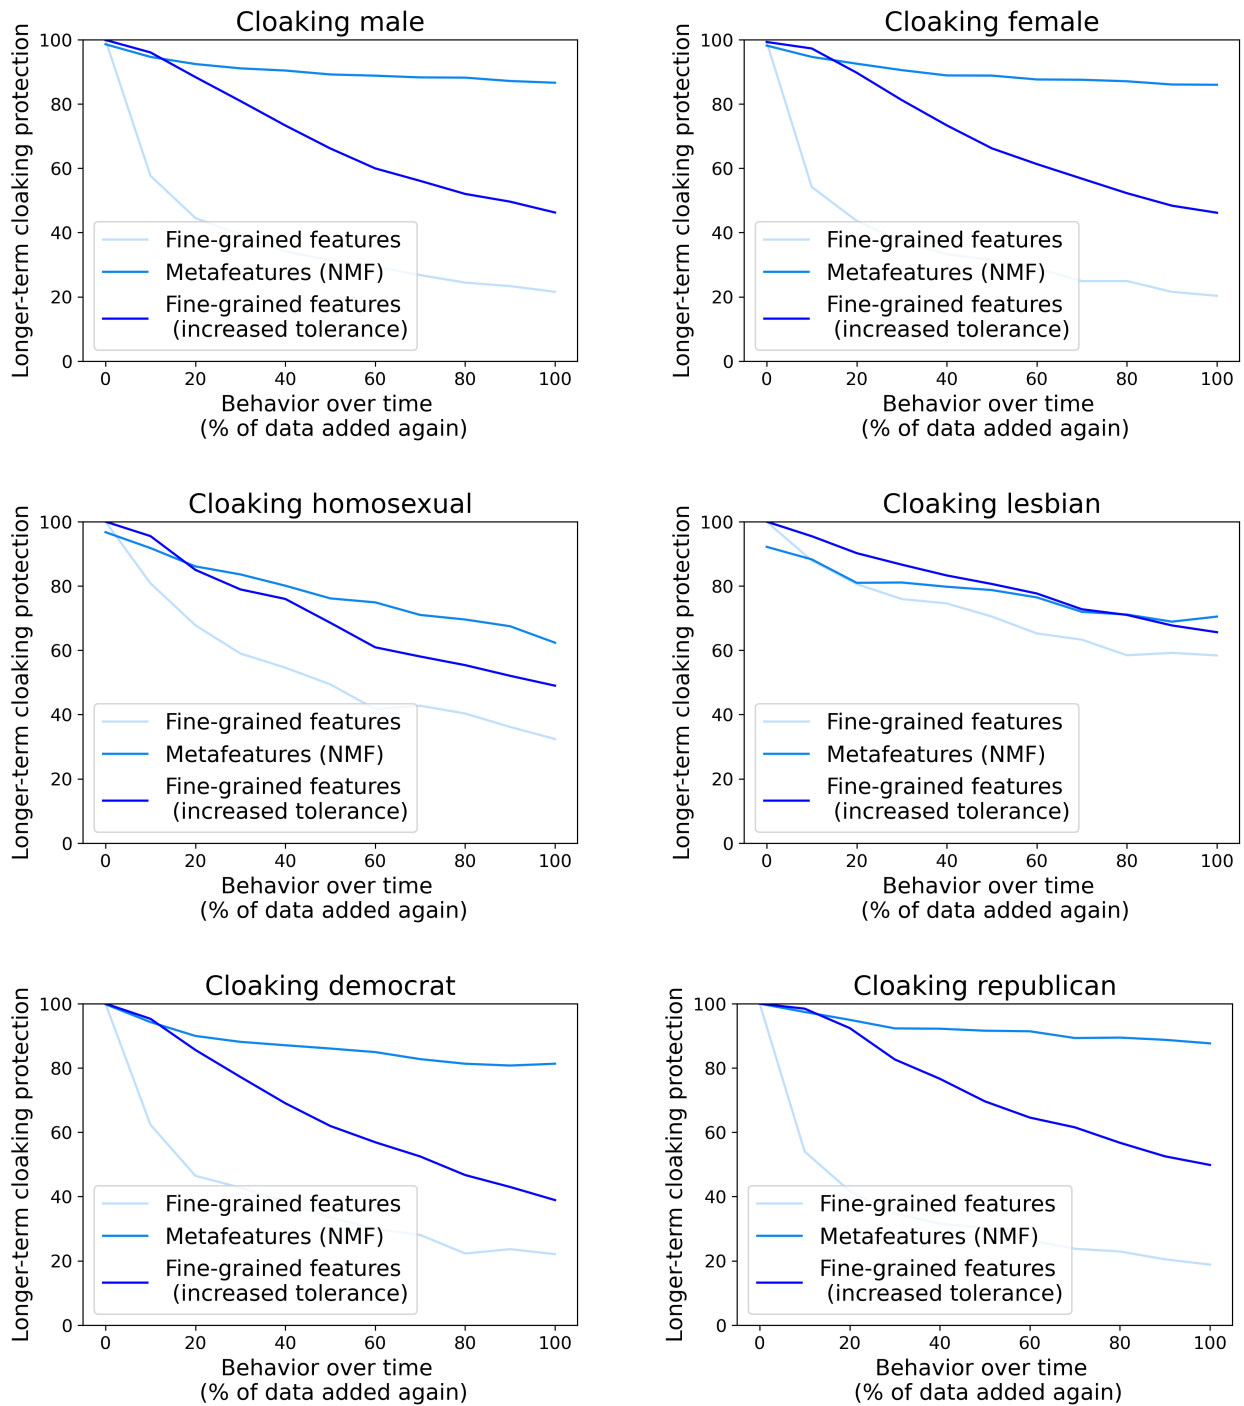 Cloaking male
Longer-term cloaking protection
100
80
60
40
20
0
Fine-grained features
Metafeatures (NMF)
Fine-grained features
(increased tolerance)
0 20 40 60 80 100
Behavior over time
(% of data added again)
Cloaking female
Longer-term cloaking protection
100
80
60
40
20
0
Fine-grained features
Metafeatures (NMF)
Fine-grained features
(increased tolerance)
0 20 40 60 80 100
Behavior over time
(% of data added again)
Cloaking homosexual
Longer-term cloaking protection
100
80
60
40
20
0
Fine-grained features
Metafeatures (NMF)
Fine-grained features
(increased tolerance)
0 20 40 60 80 100
Behavior over time
(% of data added again)
Cloaking lesbian
Longer-term cloaking protection
100
80
60
40
20
0
Fine-grained features
Metafeatures (NMF)
Fine-grained features
(increased tolerance)
0 20 40 60 80 100
Behavior over time
(% of data added again)
Cloaking democrat
Longer-term cloaking protection
100
80
60
40
20
0
Fine-grained features
Metafeatures (NMF)
Fine-grained features
(increased tolerance)
0 20 40 60 80 100
Behavior over time
(% of data added again)
Cloaking republican
Longer-term cloaking protection
100
80
60
40
20
0
Fine-grained features
Metafeatures (NMF)
Fine-grained features
(increased tolerance)
0 20 40 60 80 100
Behavior over time
(% of data added again)